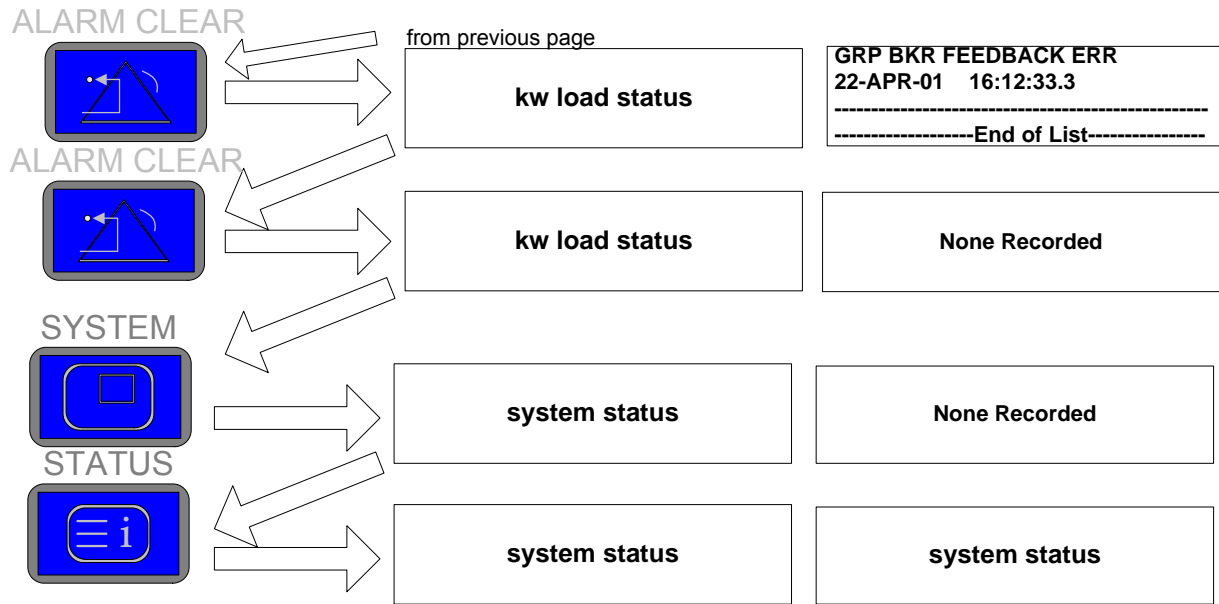 ALARM CLEAR
from previous page
kw load status
GRP BKR FEEDBACK ERR
22-APR-01 16:12:33.3
---------------------------------------------------
-------------------End of List----------------
ALARM CLEAR
kw load status
None Recorded
SYSTEM
system status
None Recorded
STATUS
i
system status
system status